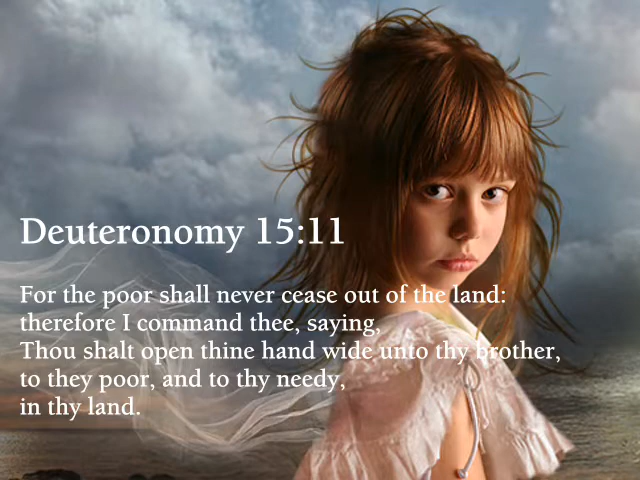 Deuteronomy 15:11
For the poor shall never cease out of the land:
therefore I command thee, saying,
Thou shalt open thine hand wide unto thy brother,
to they poor, and to thy needy,
in thy land.